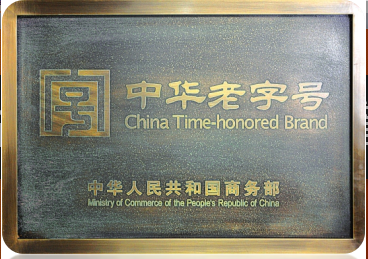 中华老字号
China Time-honored Brand
中华人民共和国商务部
Ministry of Commerce of the People's Republic of China